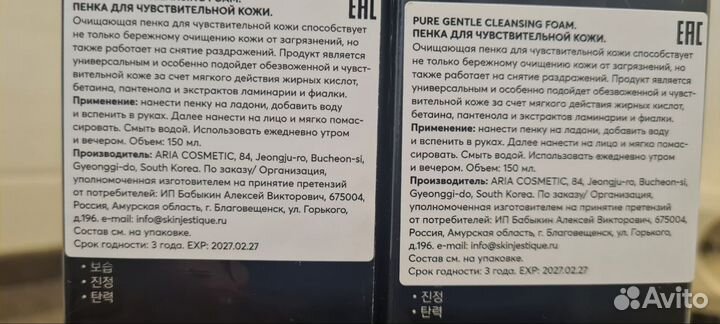 PURE GENTLE CLEANSING FOAM.
ПЕНКА ДЛЯ ЧУВСТВИТЕЛЬНОЙ КОЖИ.
EAC
Очищающая пенка для чувствительной кожи способствует
не только бережному очищению кожи от загрязнений, но
также работает на снятие раздражений. Продукт является
универсальным и особенно подойдет обезвоженной и чувст-
вительной коже за счет мягкого действия жирных кислот,
бетаина, пантенола и экстрактов ламинарии и фиалки.
Применение: нанести пенку на ладони, добавить воду
и вспенить в руках. Далее нанести на лицо и мягко помас-
сировать. Смыть водой. Использовать ежедневно утром
и вечером. Объем: 150 мл.
Производитель: ARIA COSMETIC, 84, Jeongju-ro, Bucheon-si,
Gyeonggi-do, South Korea. По заказу/ Организация,
уполномоченная изготовителем на принятие претензий
от потребителей: ИП Бабыкин Алексей Викторович, 675004,
Россия, Амурская область, г. Благовещенск, ул. Горького,
д.196. e-mail: info@skinjestique.com
Состав см. на упаковке.
Срок годности: 3 года. EXP: 2027.02.27
• 보습
• 진정
• 탄력
PURE GENTLE CLEANSING FOAM.
ПЕНКА ДЛЯ ЧУВСТВИТЕЛЬНОЙ КОЖИ.
EAC
Очищающая пенка для чувствительной кожи способствует
не только бережному очищению кожи от загрязнений, но
также работает на снятие раздражений. Продукт является
универсальным и особенно подойдет обезвоженной и чувст-
вительной коже за счет мягкого действия жирных кислот,
бетаина, пантенола и экстрактов ламинарии и фиалки.
Применение: нанести пенку на ладони, добавить воду
и вспенить в руках. Далее нанести на лицо и мягко помас-
сировать. Смыть водой. Использовать ежедневно утром
и вечером. Объем: 150 мл.
Производитель: ARIA COSMETIC, 84, Jeongju-ro, Bucheon-si,
Gyeonggi-do, South Korea. По заказу/ Организация,
уполномоченная изготовителем на принятие претензий
от потребителей: ИП Бабыкин Алексей Викторович, 675004,
Россия, Амурская область, г. Благовещенск, ул. Горького,
д.196. e-mail: info@skinjestique.com
Состав см. на упаковке.
Срок годности: 3 года. EXP: 2027.02.27
• 진정
• 탄력
Avito